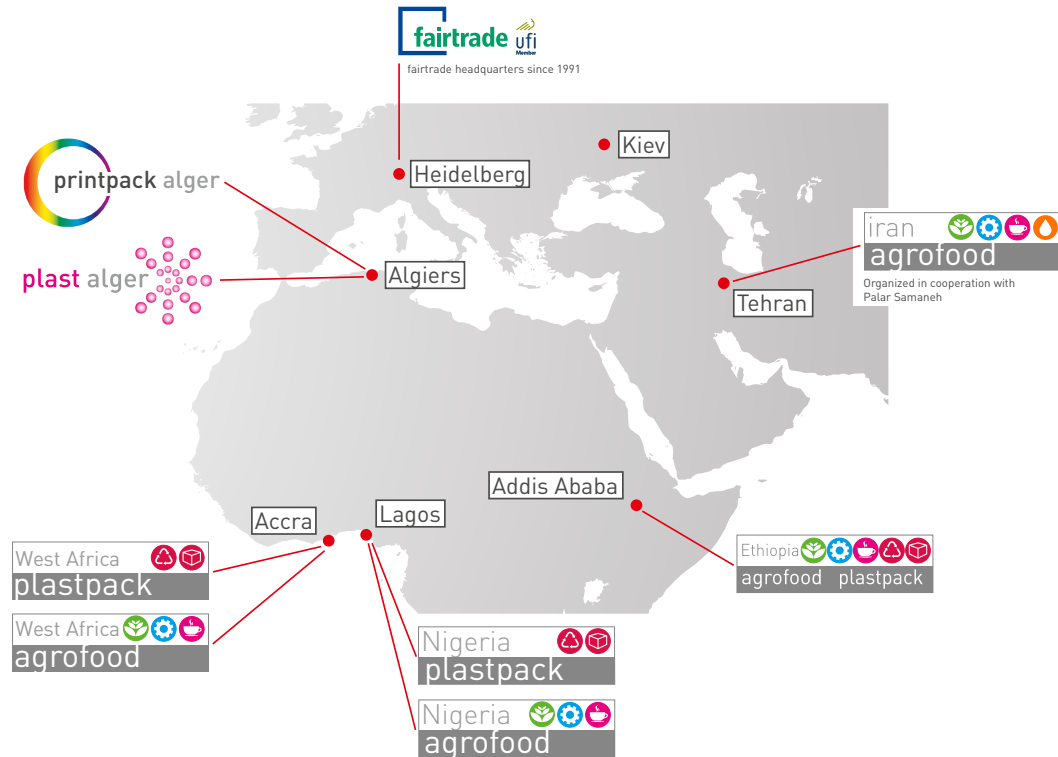 fairtrade
ufi
Member
fairtrade headquarters since 1991
Kiev
Heidelberg
printpack alger
iran
agrofood
Organized in cooperation with
Palar Samaneh
plast alger
Algiers
Tehran
Addis Ababa
Accra
Lagos
West Africa
plastpack
Ethiopia
agrofood plastpack
West Africa
agrofood
Nigeria
plastpack
Nigeria
agrofood